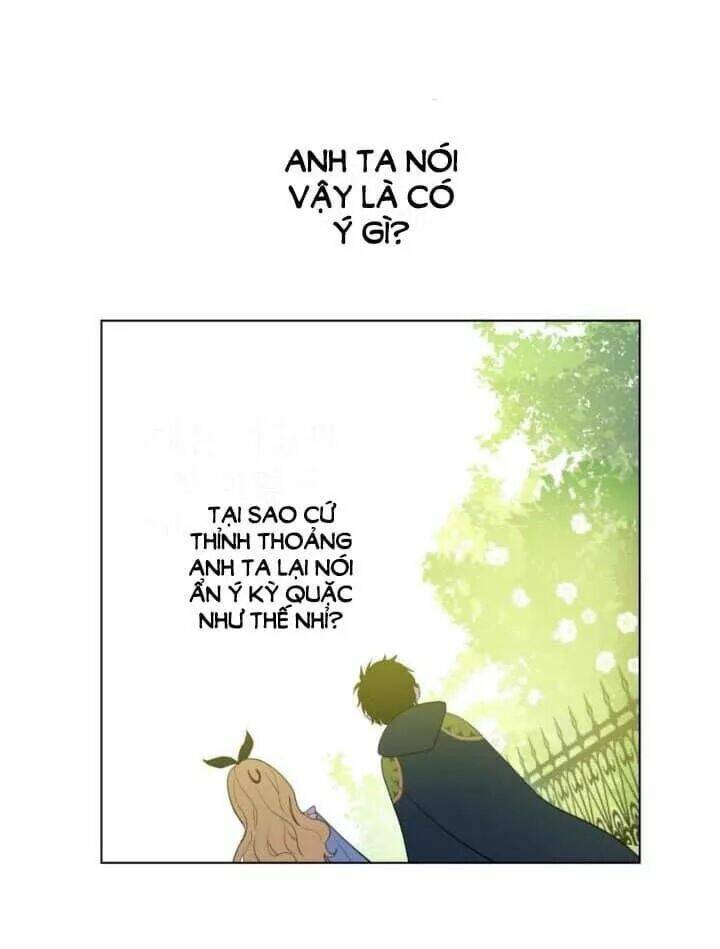 ANH TA NÓI
VẬY LÀ CÓ
Ý GÌ?
TẠI SAO CỨ
THỈNH THOẢNG
ANH TA LẠI NÓI
ẨN Ý KỲ QUẶC
NHƯ THẾ NHỈ?